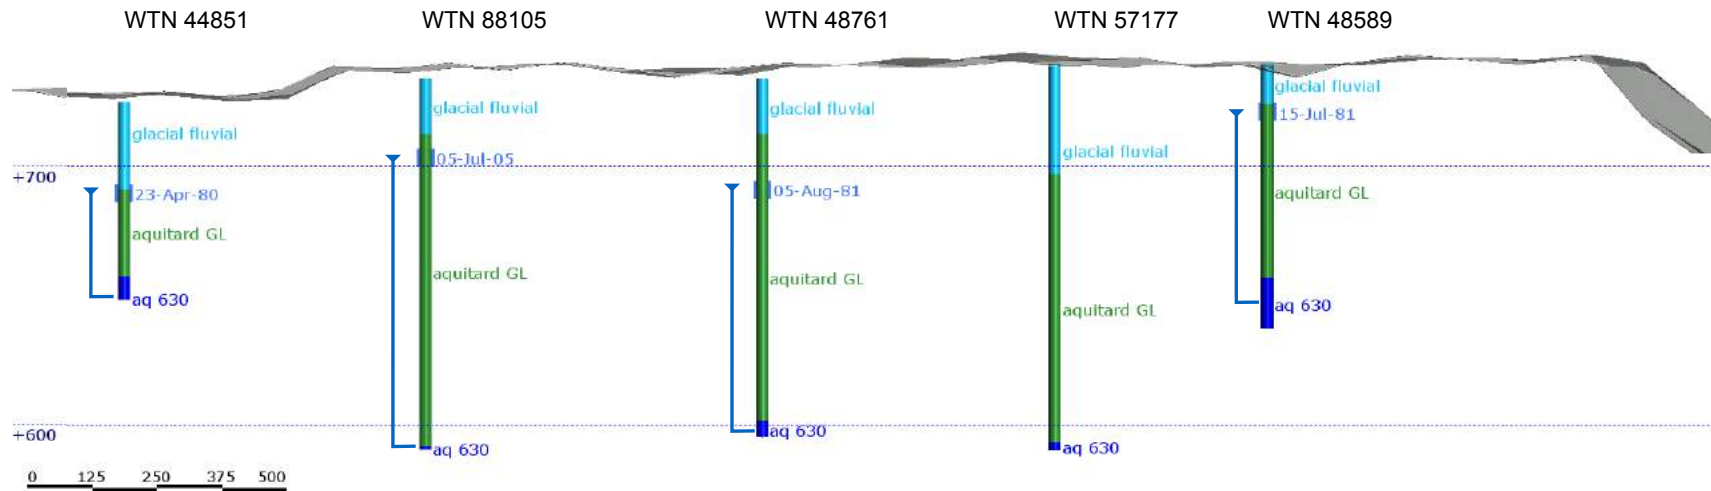 WTN 44851 WTN 88105 WTN 48761 WTN 57177 WTN 48589
glacial fluvial
glacial fluvial glacial fluvial
glacial fluvial
15-Jul-81
glacial fluvial
05-Jul-05
+700
23-Apr-80 05-Aug-81 aquitard GL
aquitard GL
aquitard GL aquitard GL
aq 630 aq 630
aquitard GL
+600 aq 630
aq 630 aq 630
0 125 250 375 500